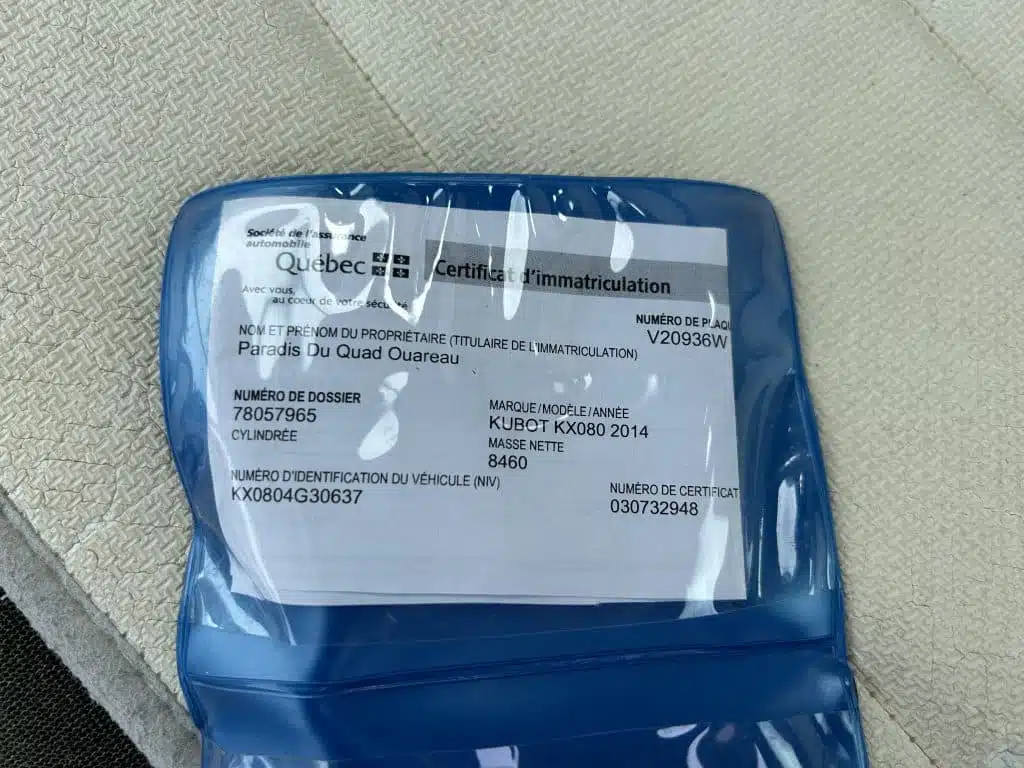 Société de l'assurance
automobile
Québec
Certificat d'immatriculation
Avec vous,
au coeur de votre sécurité
NUMÉRO DE PLAQU
V20936W
NOM ET PRÉNOM DU PROPRIÉTAIRE (TITULAIRE DE L'IMMATRICULATION)
Paradis Du Quad Ouareau
NUMÉRO DE DOSSIER
78057965
CYLINDRÉE
MARQUE/MODÈLE/ANNÉE
KUBOT KX080 2014
MASSE NETTE
8460
NUMÉRO D'IDENTIFICATION DU VÉHICULE (NIV)
KX0804G30637
NUMÉRO DE CERTIFICAT
030732948